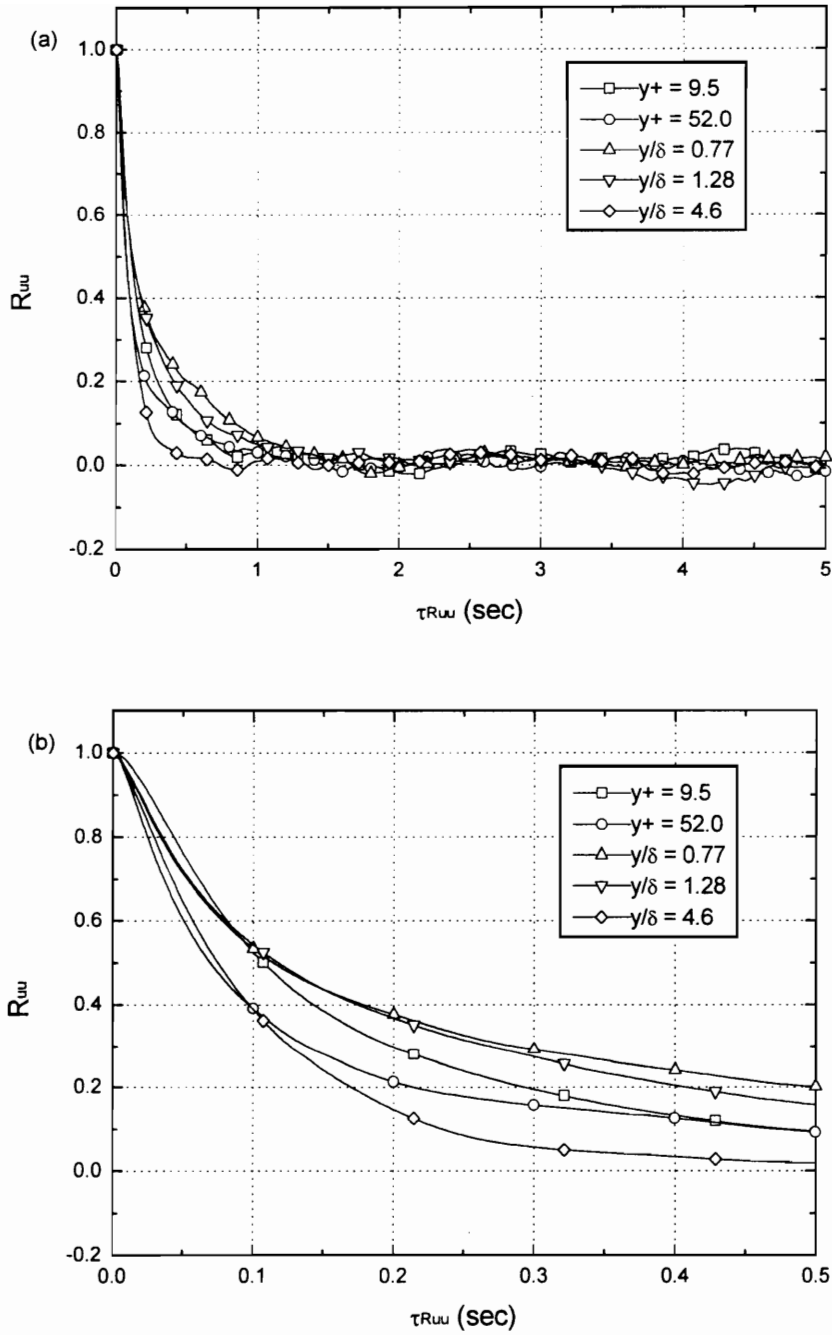 (a)
1.0
0.8
0.6
0.4
0.2
0.0
-0.2
Ruu
y+ = 9.5
y+ = 52.0
y/δ = 0.77
y/δ = 1.28
y/δ = 4.6
0 1 2 3 4 5
τRuu (sec)
(b)
1.0
0.8
0.6
0.4
0.2
0.0
-0.2
Ruu
y+ = 9.5
y+ = 52.0
y/δ = 0.77
y/δ = 1.28
y/δ = 4.6
0.0 0.1 0.2 0.3 0.4 0.5
τRuu (sec)